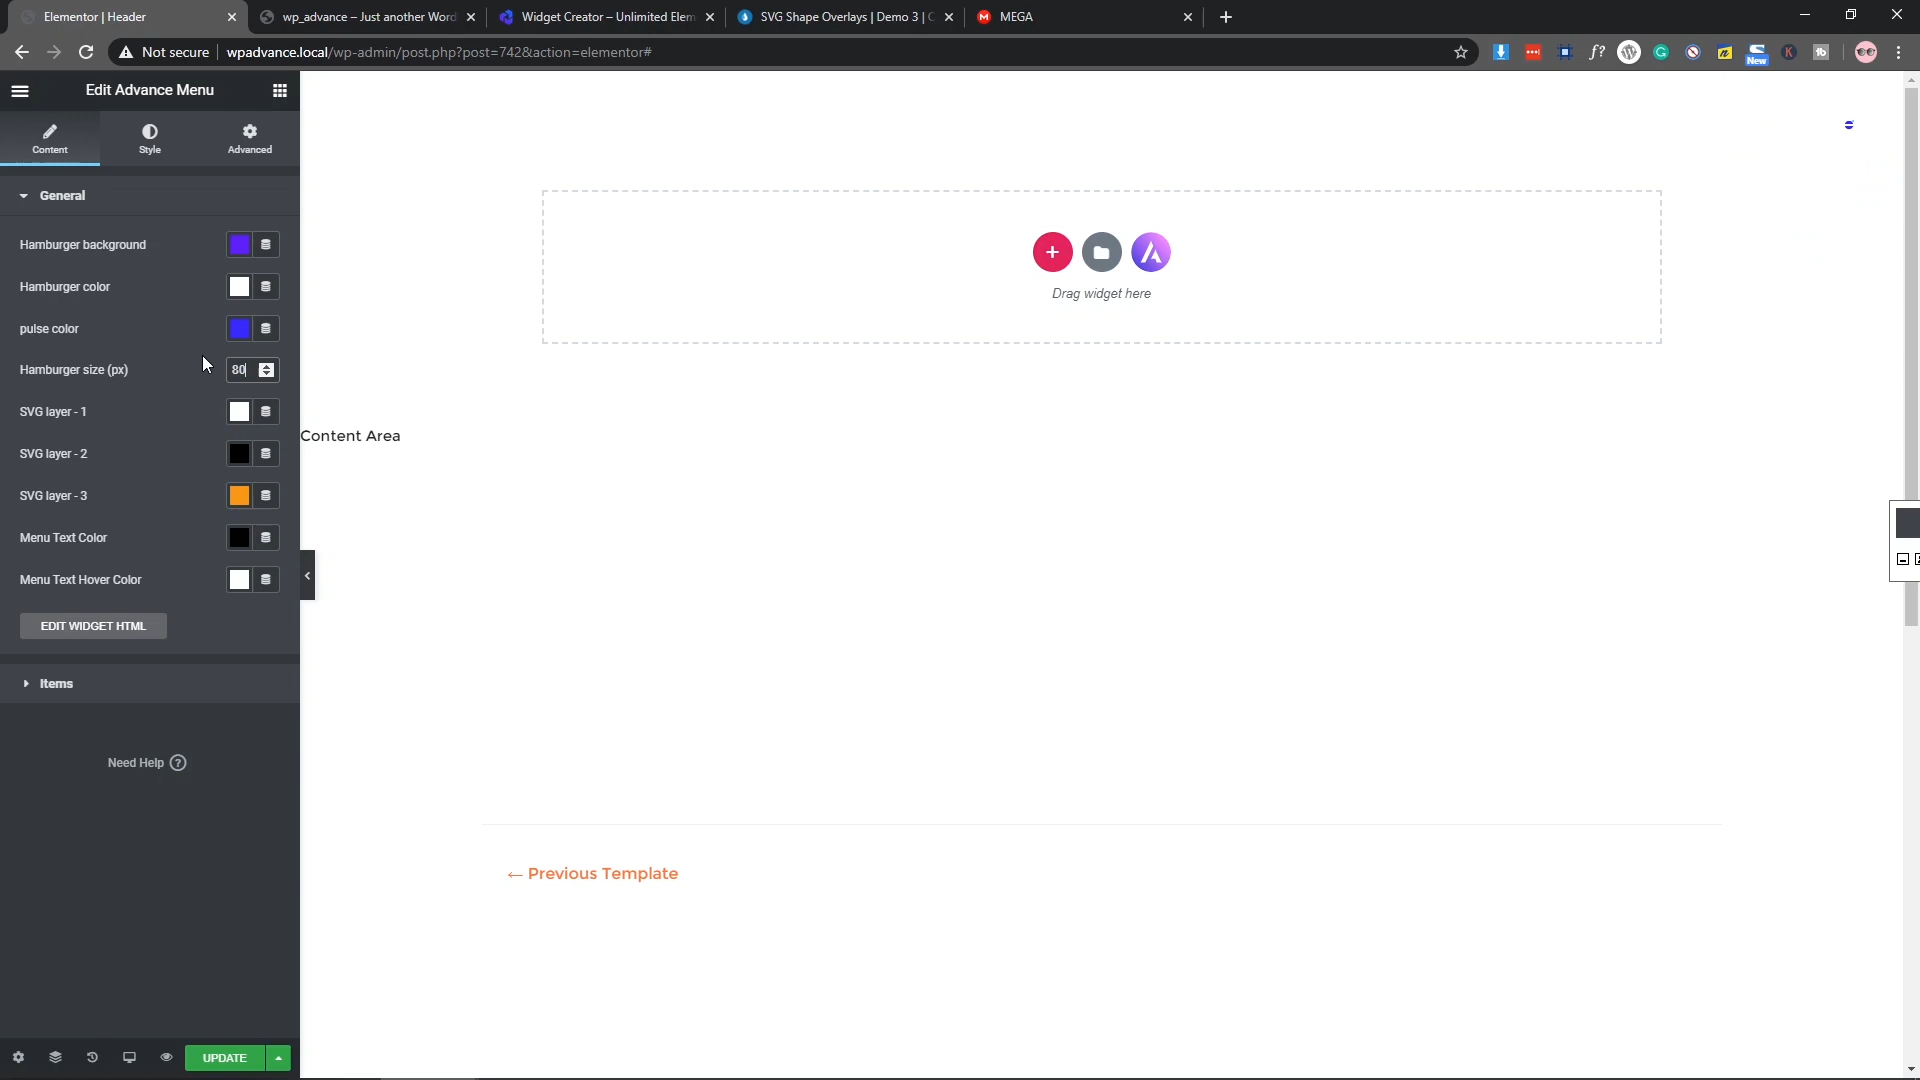 Elementor | Header
wp_advance – Just another Word
Widget Creator – Unlimited Elem
SVG Shape Overlays | Demo 3 | C
MEGA
Not secure
wpadvance.local/wp-admin/post.php?post=742&action=elementor#
New
Edit Advance Menu
Content
Style
Advanced
General
Hamburger background
Hamburger color
pulse color
Hamburger size (px)
80
SVG layer - 1
SVG layer - 2
SVG layer - 3
Menu Text Color
Menu Text Hover Color
EDIT WIDGET HTML
Items
Need Help ?
UPDATE
Drag widget here
Content Area
← Previous Template